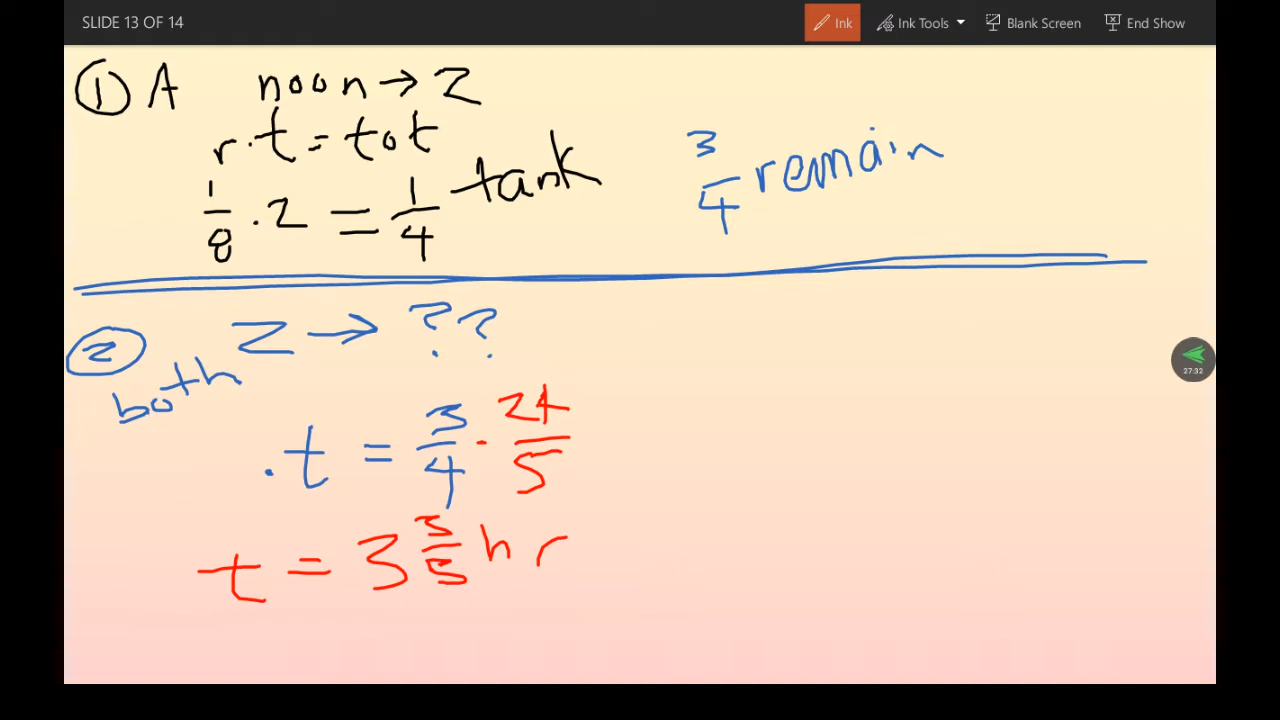 SLIDE 13 OF 14 Ink Ink Tools Blank Screen End Show
① A noon → 2
r·t = tot
1/8 · 2 = 1/4 tank 3/4 remain
② 2 → ??
both
·t = 3/4 · 24/5
t = 3 3/5 hr
27:32